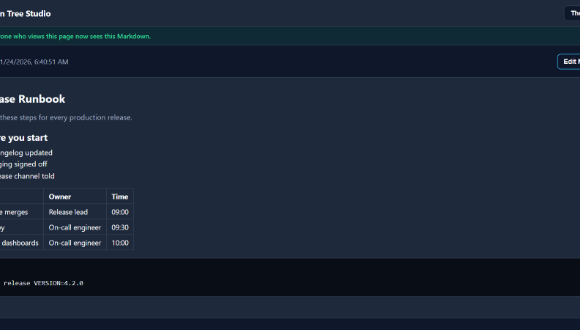 n Tree Studio
The
one who views this page now sees this Markdown.
1/24/2026, 6:40:51 AM
Edit
ase Runbook
these steps for every production release.
re you start
angelog updated
ging signed off
ease channel told
Owner Time
e merges Release lead 09:00
y On-call engineer 09:30
dashboards On-call engineer 10:00
release VERSION=4.2.0